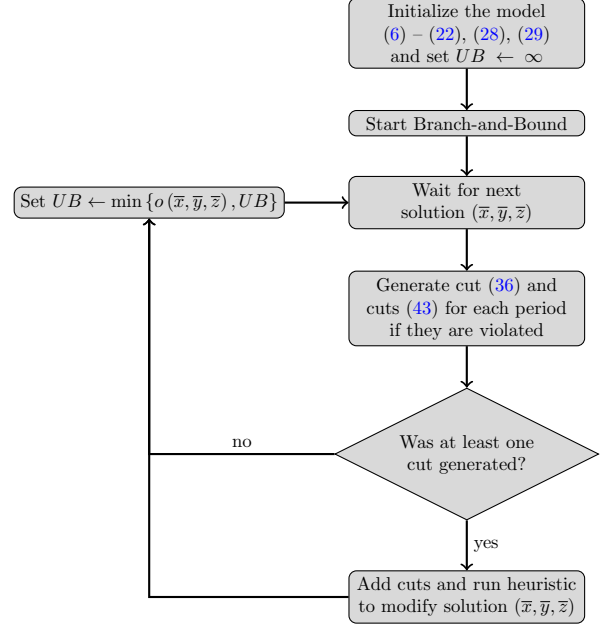 Initialize the model
(6) – (22), (28), (29)
and set UB ← ∞
Start Branch-and-Bound
Set UB ← min {o (x̅, y̅, z̅) , UB}
Wait for next
solution (x̅, y̅, z̅)
Generate cut (36) and
cuts (43) for each period
if they are violated
Was at least one
cut generated?
no
yes
Add cuts and run heuristic
to modify solution (x̅, y̅, z̅)